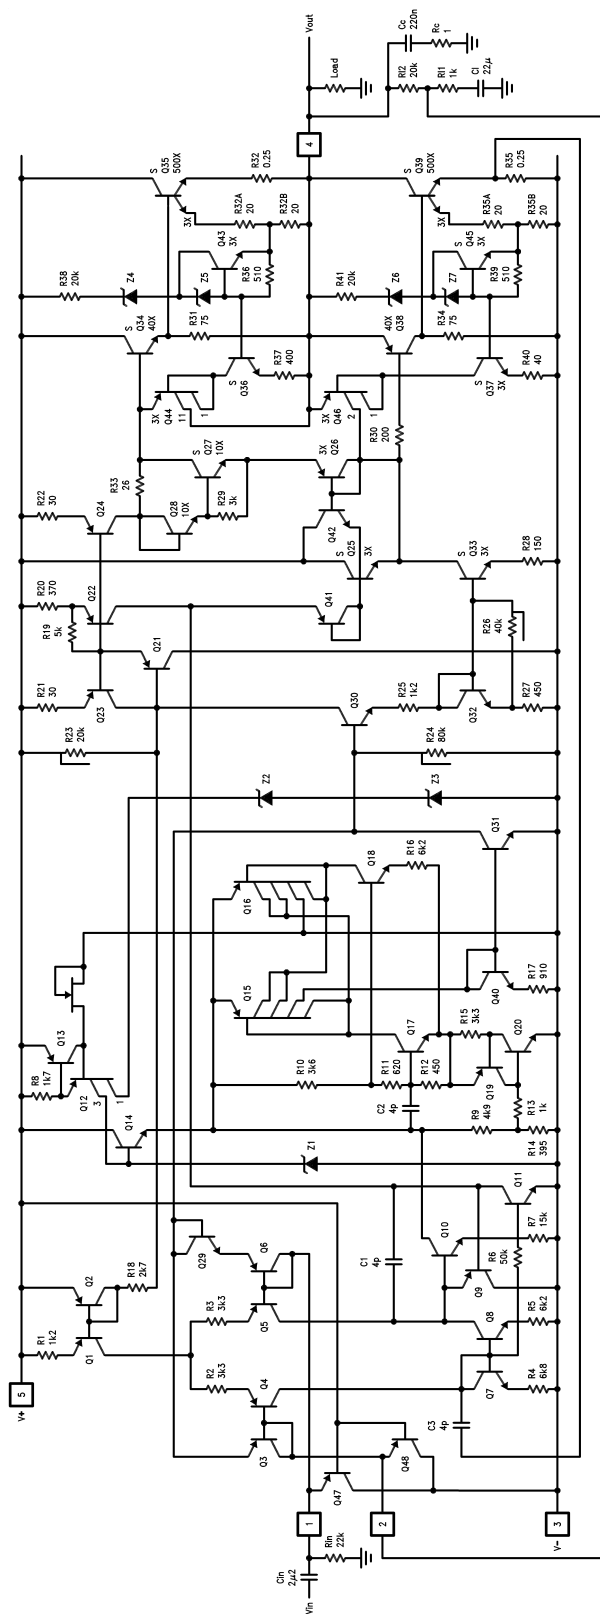 Vout
Cc
220n
Rc
1
Load
Rf2
20k
Rf1
1k
Cf
22µ
4
S
Q35
500X
R32
0.25
S
Q39
500X
R35
0.25
3X
R32A
20
R32B
20
3X
R35A
20
R35B
20
Q43
3X
S
Q45
3X
R38
20k
Z4
Z5
R36
510
R41
20k
Z6
Z7
R39
510
S
Q34
40X
R31
75
40X
Q38
R34
75
3X
Q44
11
1
S
Q36
R37
400
3X
Q46
2
1
S
Q37
3X
R40
40
R30
200
R33
26
S
Q27
10X
3X
Q26
R22
30
Q24
Q28
10X
R29
3k
Q42
S
Q25
3X
Q33
S
3X
R28
150
R20
370
R19
5k
Q22
Q41
R26
40k
Q21
R21
30
Q23
Q30
R25
1k2
Q32
R27
450
R23
20k
R24
80k
Z2
Z3
Q31
Q16
Q18
R16
6k2
Q15
Q40
R17
910
Q13
R8
1k7
Q12
3
1
Q14
R10
3k6
Q17
R11
620
R12
450
C2
4p
R15
3k3
Q19
Q20
R9
4k9
R13
1k
R14
395
Z1
Q11
Q2
R18
2k7
Q29
Q6
C1
4p
Q10
R6
50k
R7
15k
Q9
R1
1k2
Q1
R3
3k3
Q5
Q8
R5
6k2
R2
3k3
Q4
Q7
R4
6k8
5
V+
Q3
Q48
C3
4p
Q47
1
2
3
V-
Rin
22k
Cin
2µ2
Vin